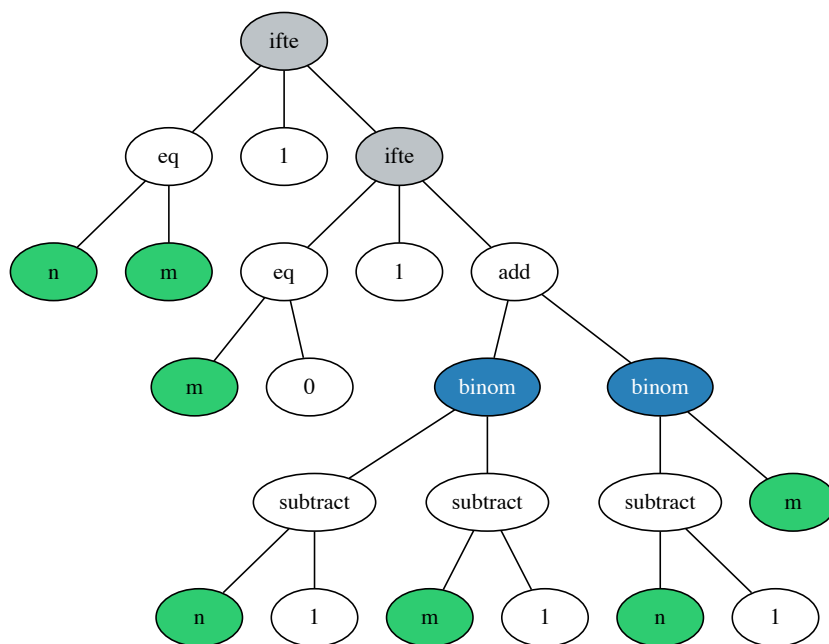 ifte
eq 1 ifte
n m eq 1 add
m 0 binom binom
subtract subtract subtract m
n 1 m 1 n 1